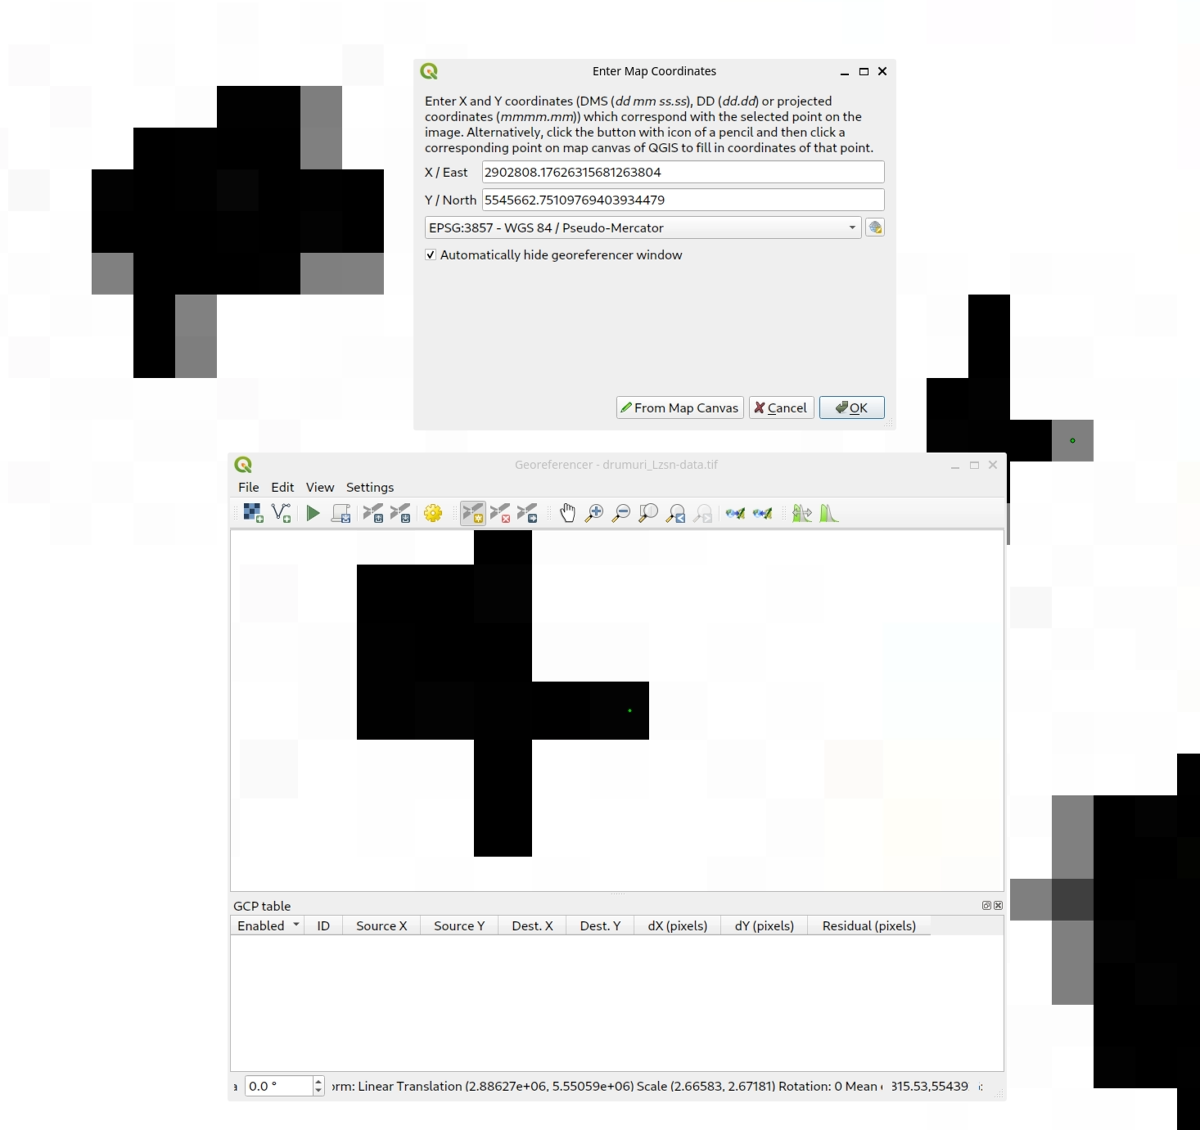 Enter Map Coordinates
Enter X and Y coordinates (DMS (dd mm ss.ss), DD (dd.dd) or projected
coordinates (mmmm.mm)) which correspond with the selected point on the
image. Alternatively, click the button with icon of a pencil and then click a
corresponding point on map canvas of QGIS to fill in coordinates of that point.
X / East 2902808.17626315681263804
Y / North 5545662.75109769403934479
EPSG:3857 - WGS 84 / Pseudo-Mercator
Automatically hide georeferencer window
From Map Canvas Cancel OK
Georeferencer - drumuri_Lzsn-data.tif
File Edit View Settings
GCP table
Enabled ID Source X Source Y Dest. X Dest. Y dX (pixels) dY (pixels) Residual (pixels)
0.0 ° orm: Linear Translation (2.88627e+06, 5.55059e+06) Scale (2.66583, 2.67181) Rotation: 0 Mean 315.53,55439